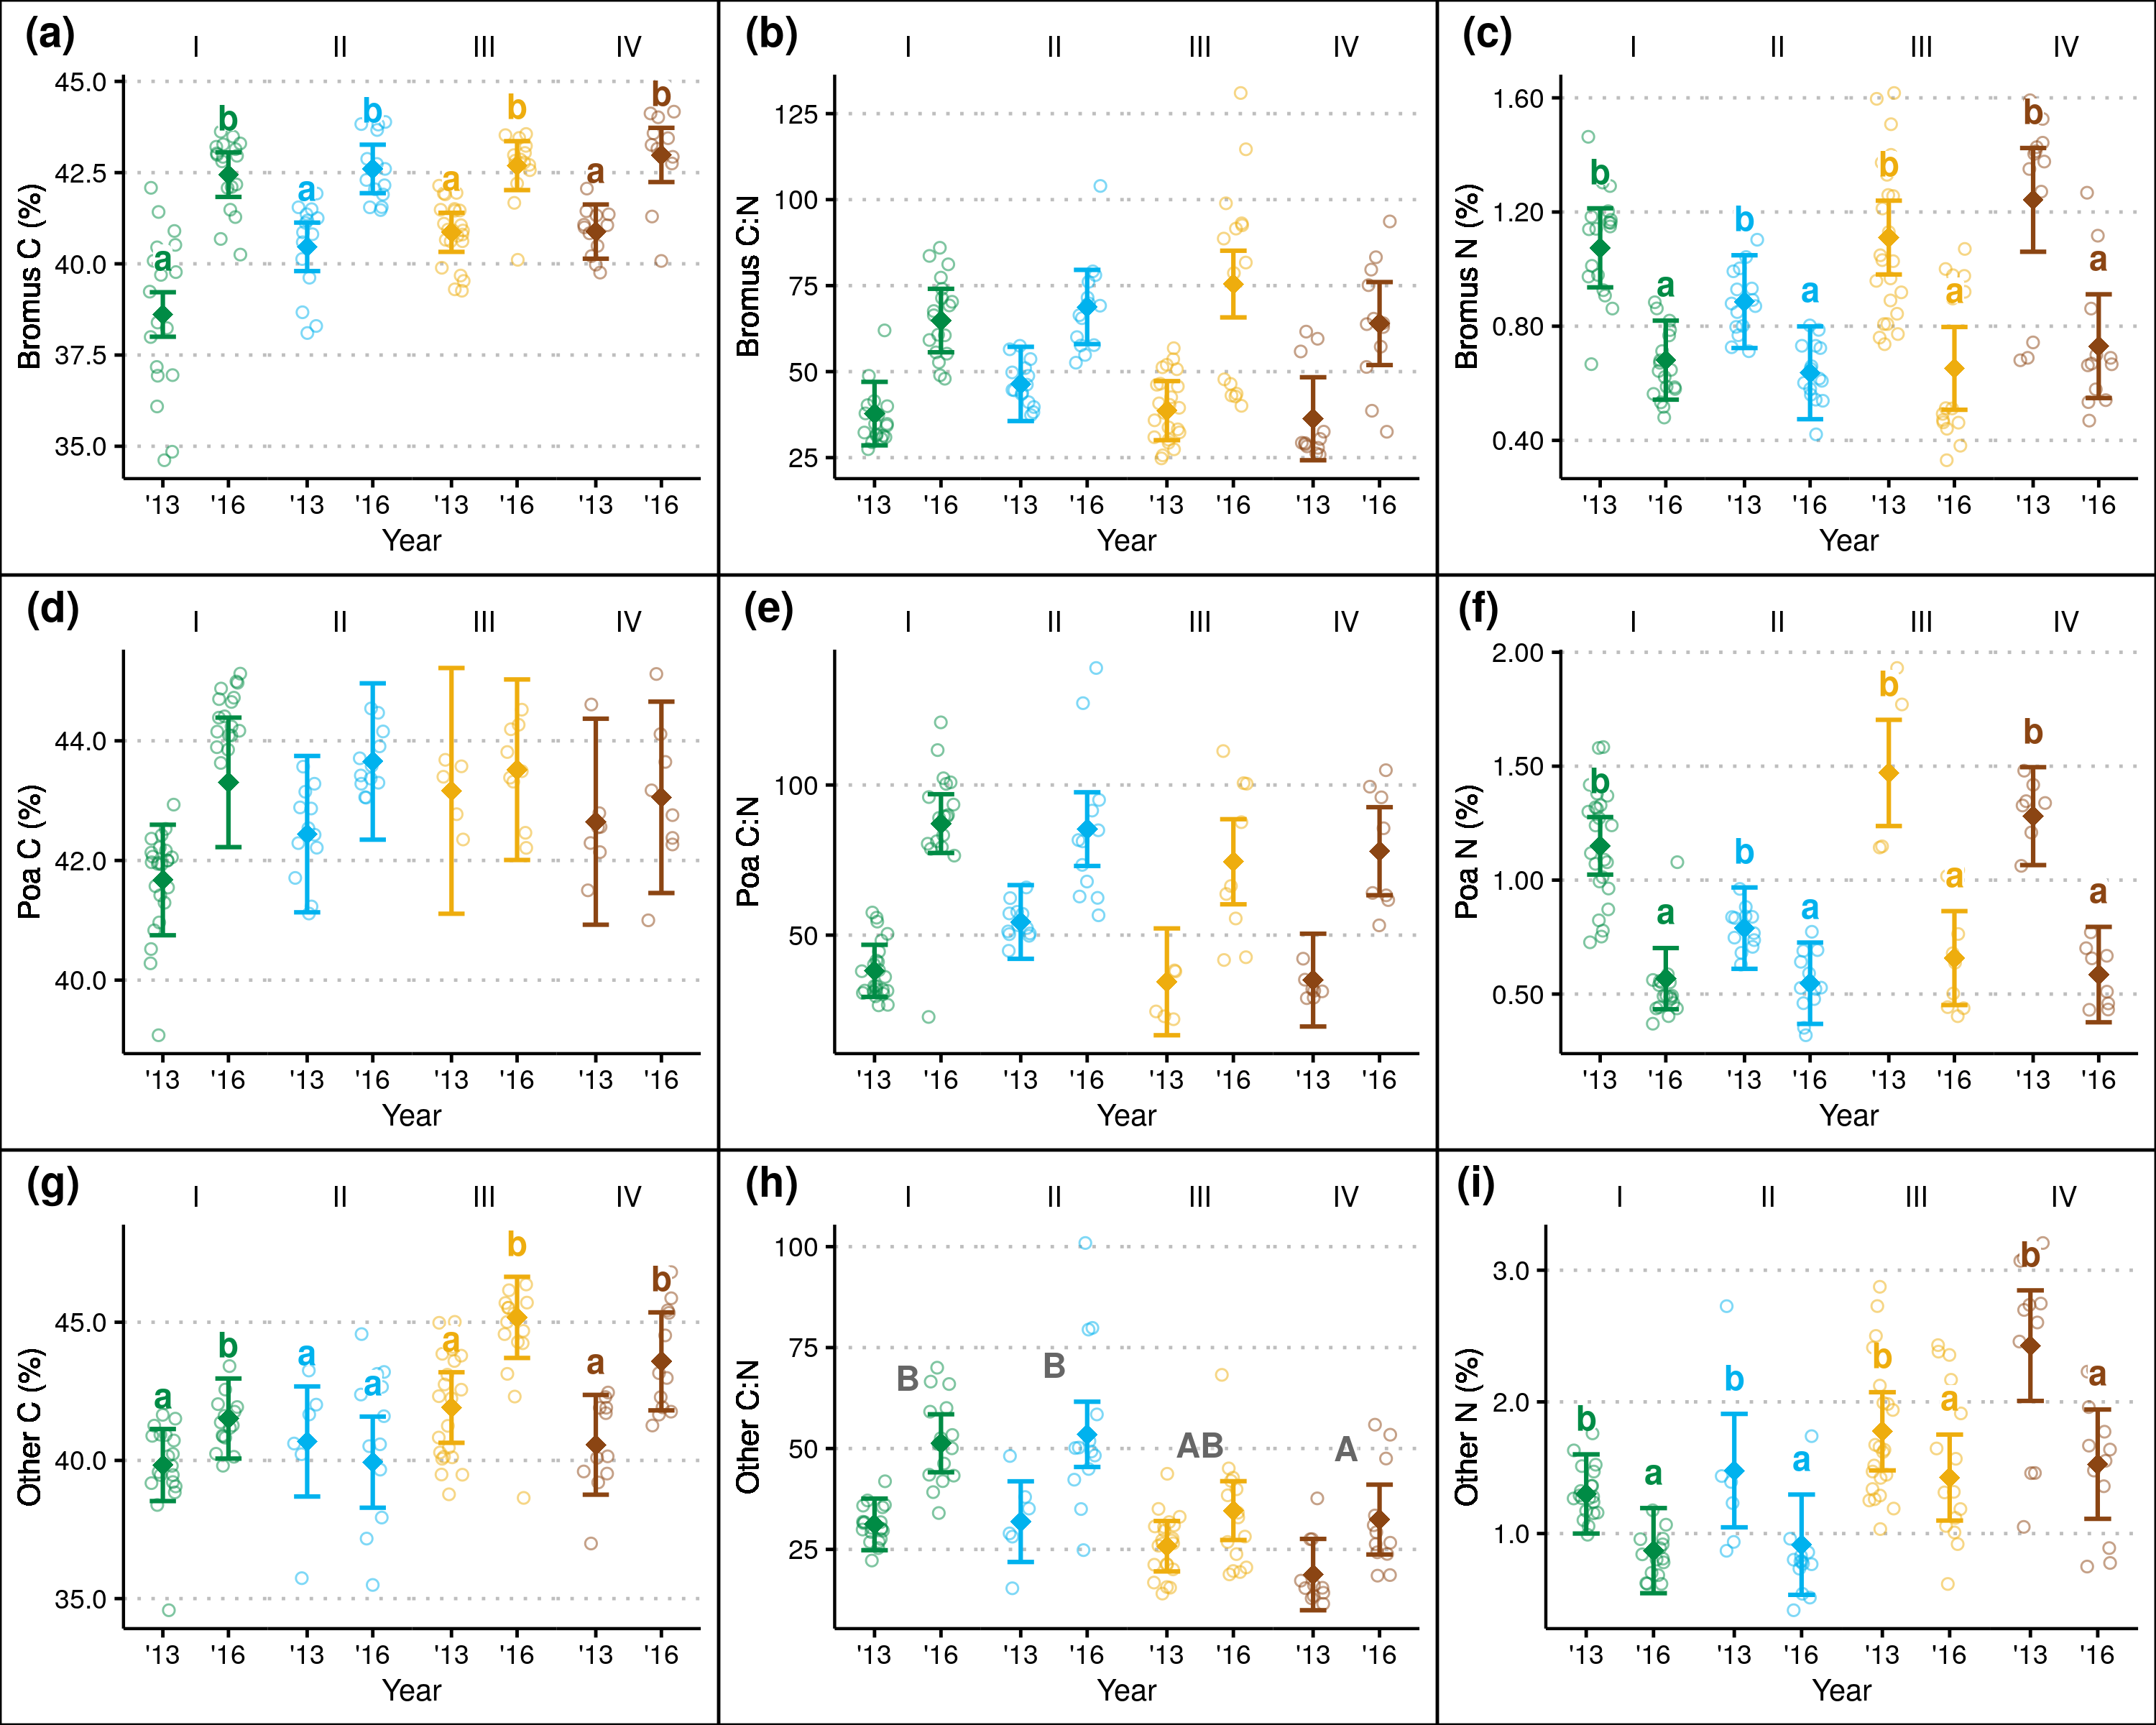 (a)
I II III IV
Bromus C (%)
45.0
42.5
40.0
37.5
35.0
a b a b a b a b
'13 '16 '13 '16 '13 '16 '13 '16
Year
(b)
I II III IV
Bromus C:N
125
100
75
50
25
'13 '16 '13 '16 '13 '16 '13 '16
Year
(c)
I II III IV
Bromus N (%)
1.60
1.20
0.80
0.40
b a b a b a b a
'13 '16 '13 '16 '13 '16 '13 '16
Year
(d)
I II III IV
Poa C (%)
44.0
42.0
40.0
'13 '16 '13 '16 '13 '16 '13 '16
Year
(e)
I II III IV
Poa C:N
100
50
'13 '16 '13 '16 '13 '16 '13 '16
Year
(f)
I II III IV
Poa N (%)
2.00
1.50
1.00
0.50
b a b a b a b a
'13 '16 '13 '16 '13 '16 '13 '16
Year
(g)
I II III IV
Other C (%)
45.0
40.0
35.0
a b a a a b a b
'13 '16 '13 '16 '13 '16 '13 '16
Year
(h)
I II III IV
Other C:N
100
75
50
25
B B AB A
'13 '16 '13 '16 '13 '16 '13 '16
Year
(i)
I II III IV
Other N (%)
3.0
2.0
1.0
b a b a b a b a
'13 '16 '13 '16 '13 '16 '13 '16
Year